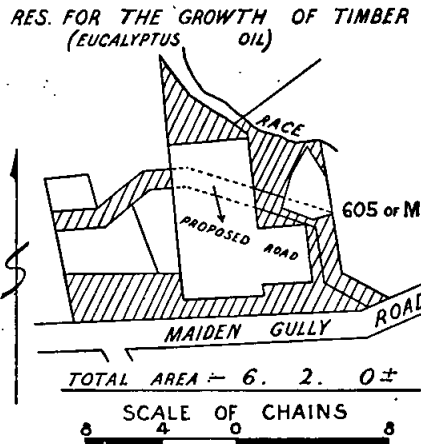 RES. FOR THE GROWTH OF TIMBER
(EUCALYPTUS OIL)
RACE
605 OF M
PROPOSED ROAD
MAIDEN GULLY ROAD
TOTAL AREA :- 6. 2. 0±
SCALE OF CHAINS
8 4 0 8